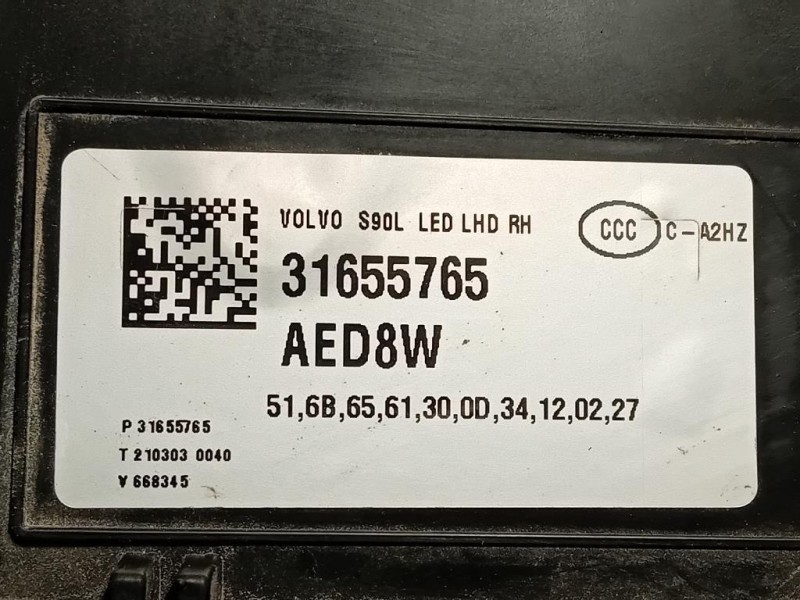 VOLVO S90L LED LHD RH
CCC C-A2HZ
31655765
AED8W
51,6B,65,61,30,0D,34,12,02,27
P 31655765
T 210303 0040
V 668345